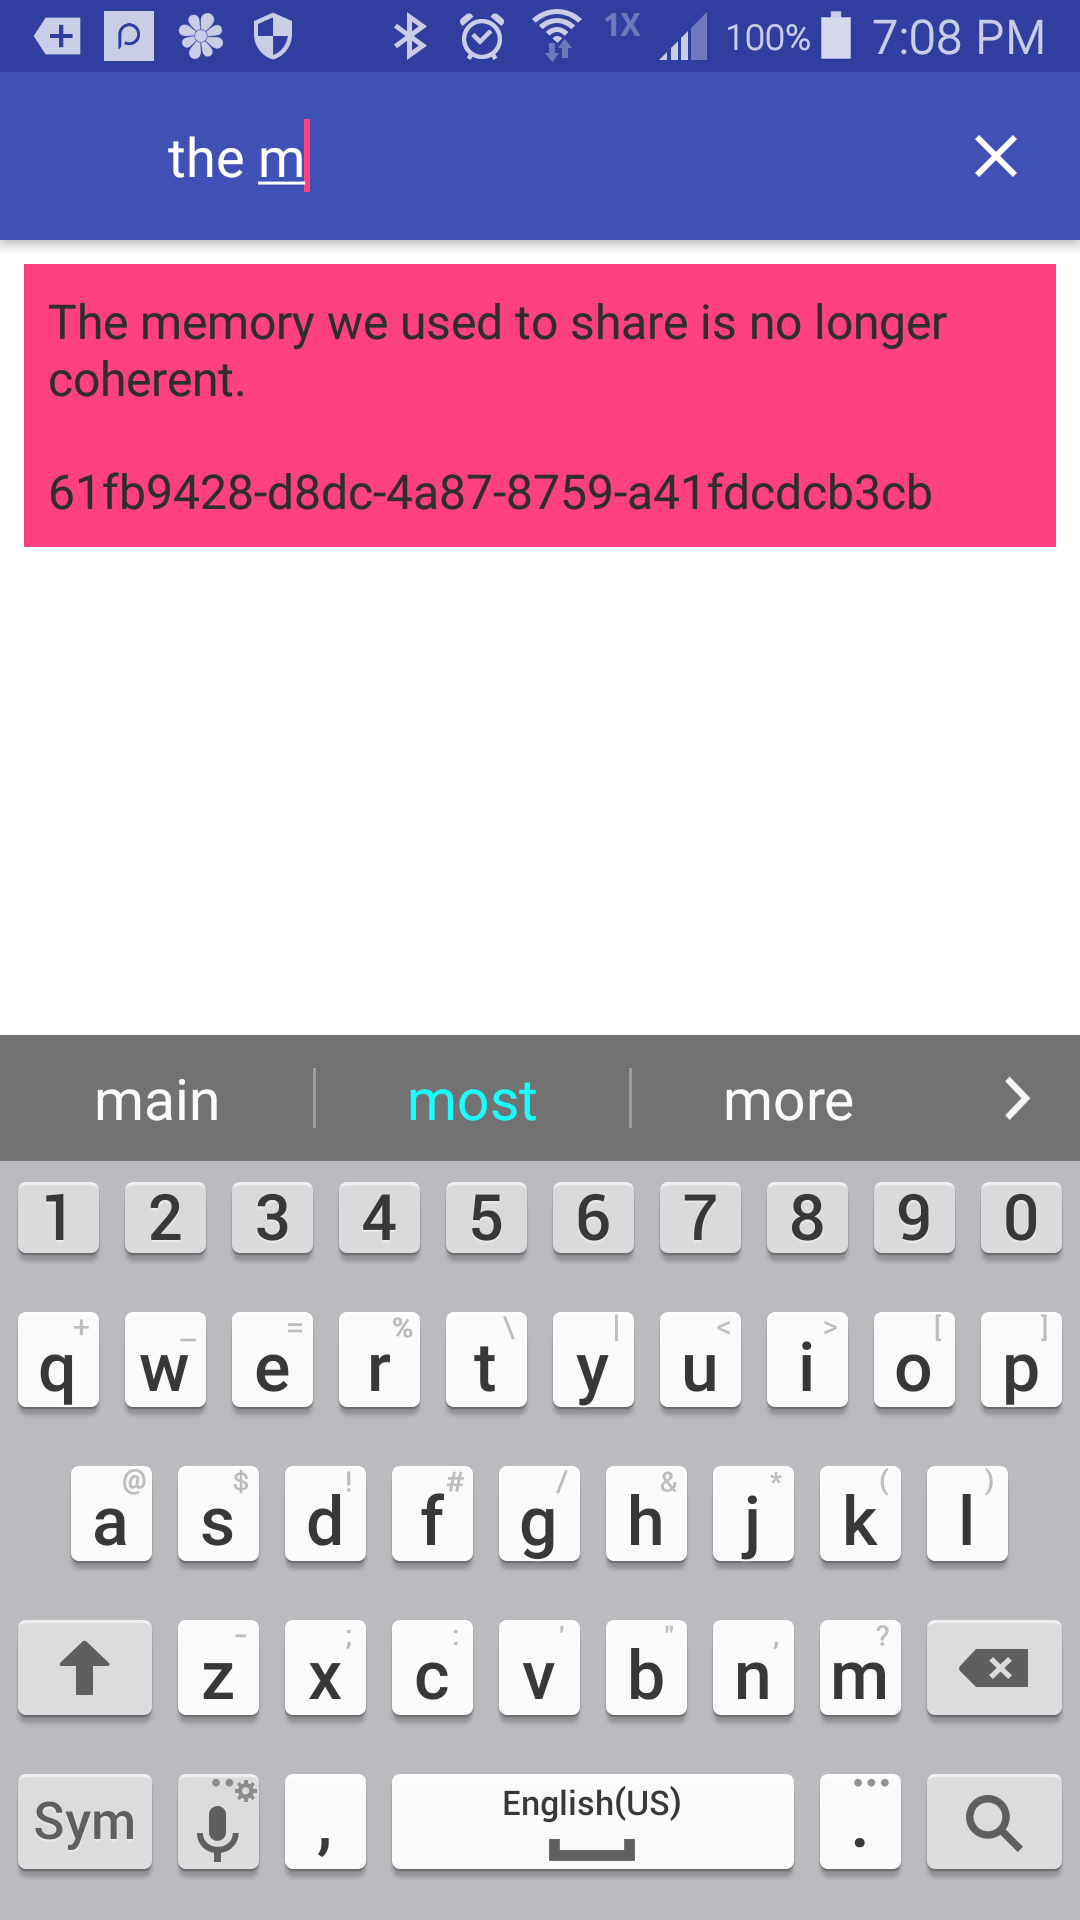 1X 100% 7:08 PM
the m
The memory we used to share is no longer
coherent.
61fb9428-d8dc-4a87-8759-a41fdcdcb3cb
main most more
1 2 3 4 5 6 7 8 9 0
+ _ = % \ | < > [ ]
q w e r t y u i o p
@ $ ! # / & * ( )
a s d f g h j k l
- ; : ' " , ?
z x c v b n m
Sym , English(US) .